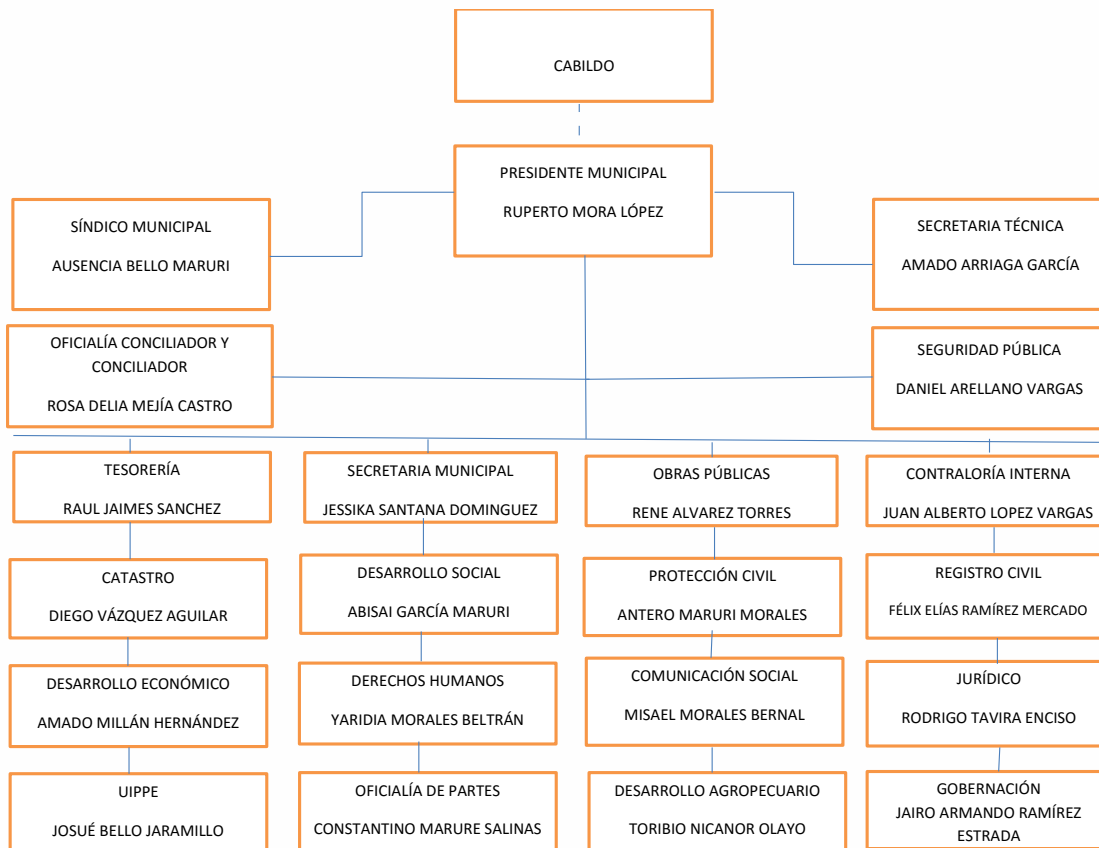 CABILDO
PRESIDENTE MUNICIPAL
RUPERTO MORA LÓPEZ
SÍNDICO MUNICIPAL
AUSENCIA BELLO MARURI
SECRETARIA TÉCNICA
AMADO ARRIAGA GARCÍA
OFICIALÍA CONCILIADOR Y
CONCILIADOR
ROSA DELIA MEJÍA CASTRO
SEGURIDAD PÚBLICA
DANIEL ARELLANO VARGAS
TESORERÍA
RAUL JAIMES SANCHEZ
SECRETARIA MUNICIPAL
JESSIKA SANTANA DOMINGUEZ
OBRAS PÚBLICAS
RENE ALVAREZ TORRES
CONTRALORÍA INTERNA
JUAN ALBERTO LOPEZ VARGAS
CATASTRO
DIEGO VÁZQUEZ AGUILAR
DESARROLLO SOCIAL
ABISAI GARCÍA MARURI
PROTECCIÓN CIVIL
ANTERO MARURI MORALES
REGISTRO CIVIL
FÉLIX ELÍAS RAMÍREZ MERCADO
DESARROLLO ECONÓMICO
AMADO MILLÁN HERNÁNDEZ
DERECHOS HUMANOS
YARIDIA MORALES BELTRÁN
COMUNICACIÓN SOCIAL
MISAEL MORALES BERNAL
JURÍDICO
RODRIGO TAVIRA ENCISO
UIPPE
JOSUÉ BELLO JARAMILLO
OFICIALÍA DE PARTES
CONSTANTINO MARURE SALINAS
DESARROLLO AGROPECUARIO
TORIBIO NICANOR OLAYO
GOBERNACIÓN
JAIRO ARMANDO RAMÍREZ
ESTRADA